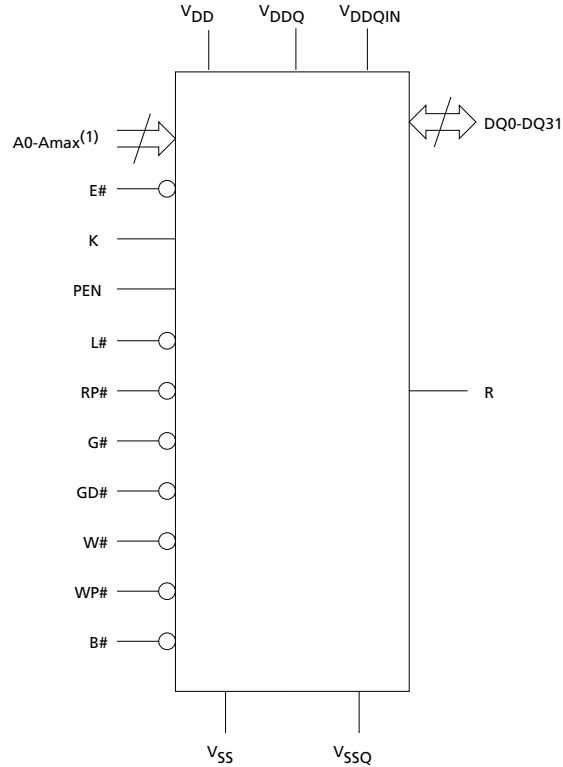 VDD VDDQ VDDQIN
A0-Amax(1) DQ0-DQ31
E#
K
PEN
L#
RP# R
G#
GD#
W#
WP#
B#
VSS VSSQ